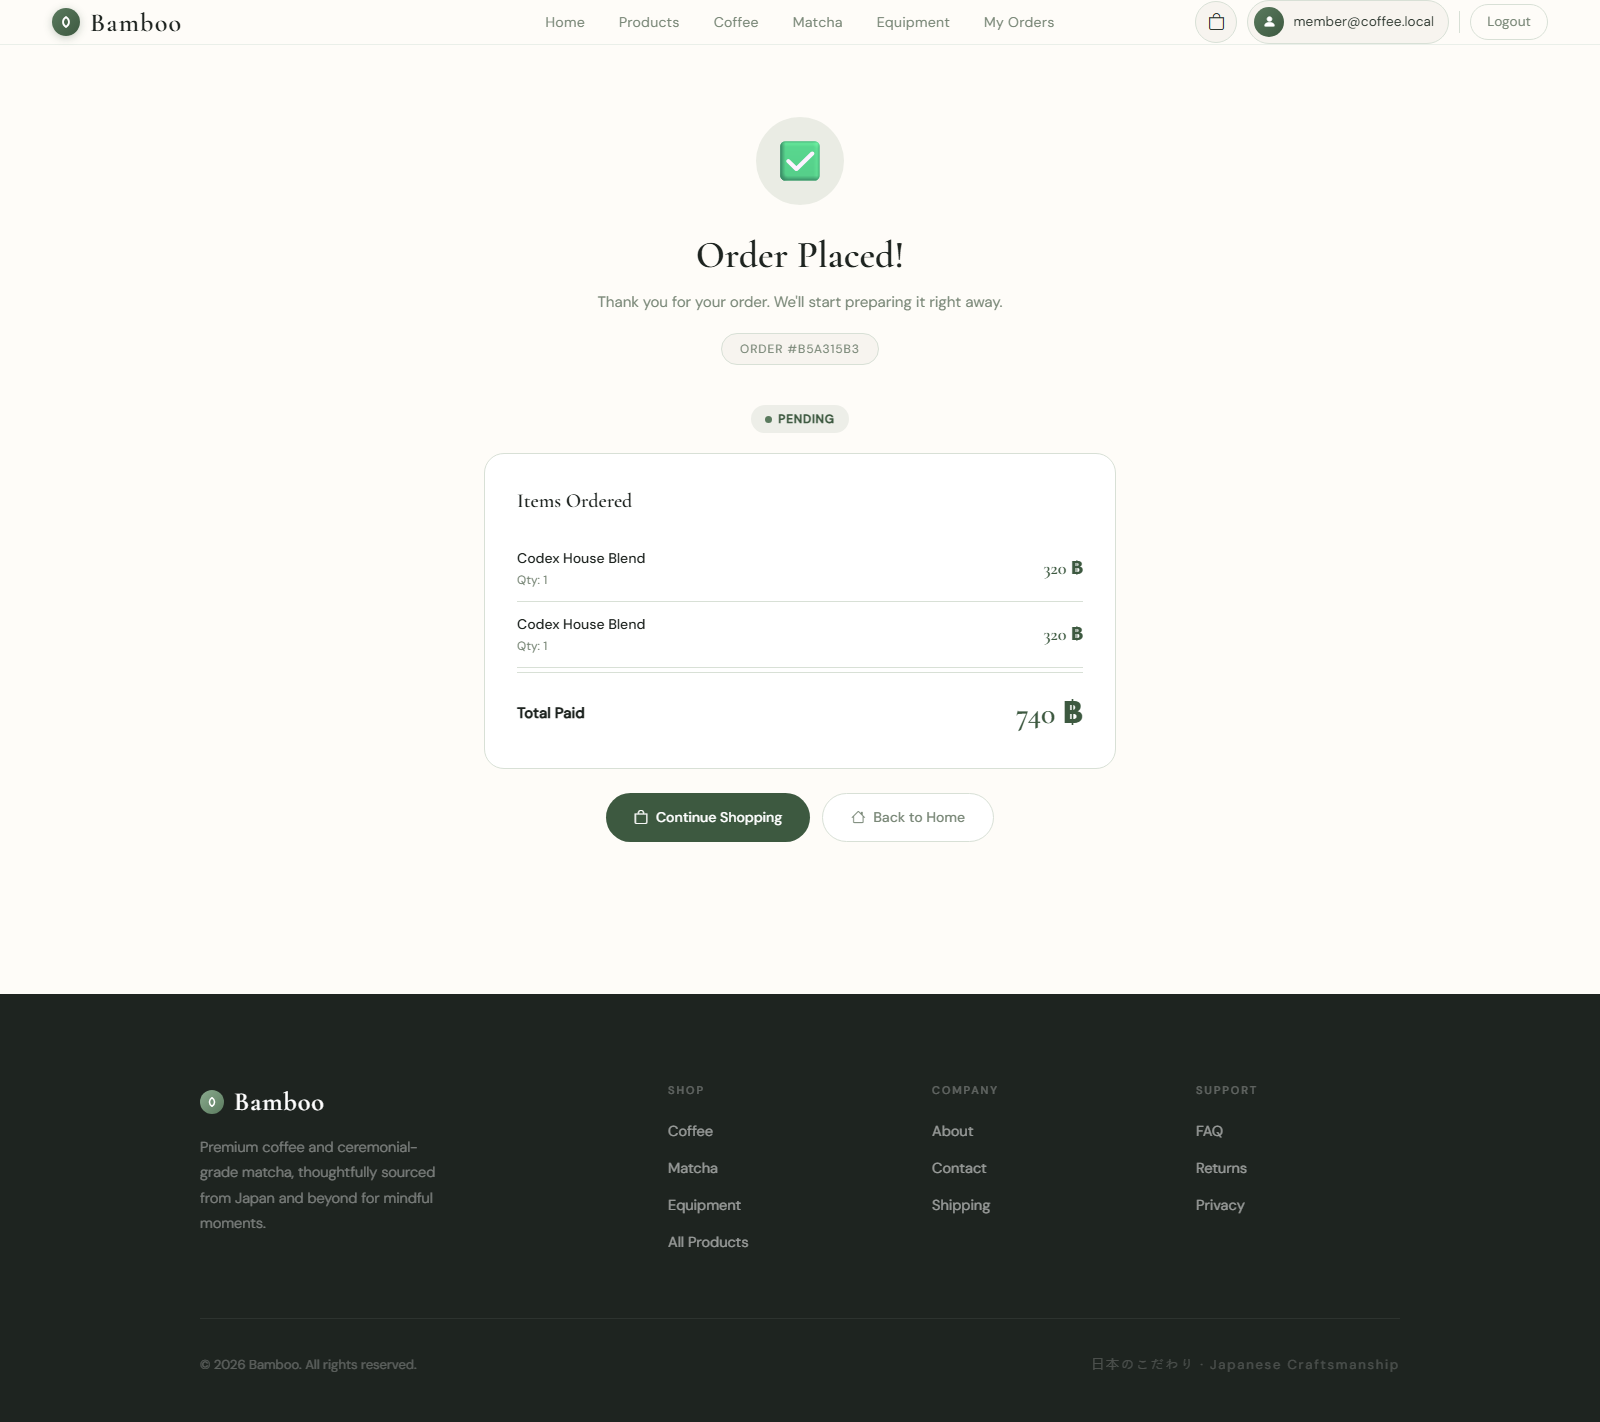 Bamboo
Home Products Coffee Matcha Equipment My Orders
member@coffee.local
Logout
Order Placed!
Thank you for your order. We'll start preparing it right away.
ORDER #B5A315B3
PENDING
Items Ordered
Codex House Blend
Qty: 1
320 ฿
Codex House Blend
Qty: 1
320 ฿
Total Paid
740 ฿
Continue Shopping
Back to Home
Bamboo
Premium coffee and ceremonial-
grade matcha, thoughtfully sourced
from Japan and beyond for mindful
moments.
SHOP
Coffee
Matcha
Equipment
All Products
COMPANY
About
Contact
Shipping
SUPPORT
FAQ
Returns
Privacy
© 2026 Bamboo. All rights reserved.
日本のこだわり · Japanese Craftsmanship